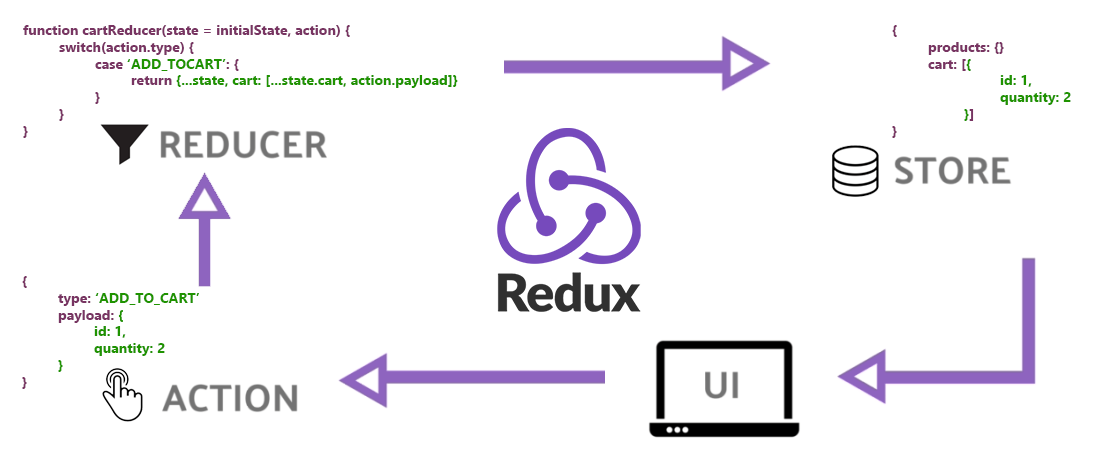 function cartReducer(state = initialState, action) {
switch(action.type) {
case ‘ADD_TOCART’: {
return {...state, cart: [...state.cart, action.payload]}
}
}
}
REDUCER
{
products: {}
cart: [{
id: 1,
quantity: 2
}]
}
STORE
Redux
{
type: ‘ADD_TO_CART’
payload: {
id: 1,
quantity: 2
}
}
ACTION
UI